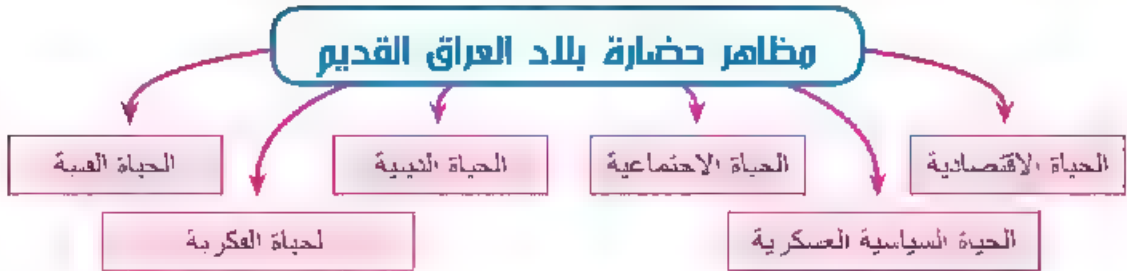 مظاهر حضارة بلاد العراق القديم
الحياة الاقتصادية
الحياة الاجتماعية
الحياة الدينية
الحياة الفنية
الحياة السياسية العسكرية
لحياة الفكرية